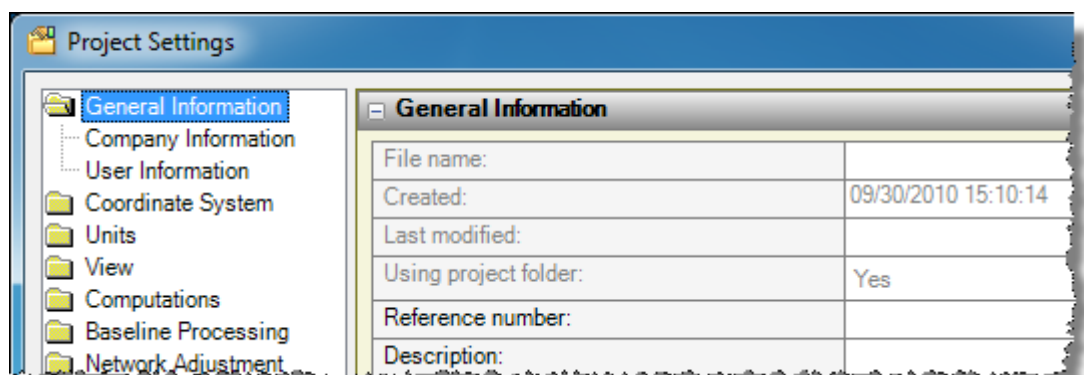 Project Settings
General Information
Company Information
User Information
Coordinate System
Units
View
Computations
Baseline Processing
Network Adjustment
General Information
File name:
Created: 09/30/2010 15:10:14
Last modified:
Using project folder: Yes
Reference number:
Description: